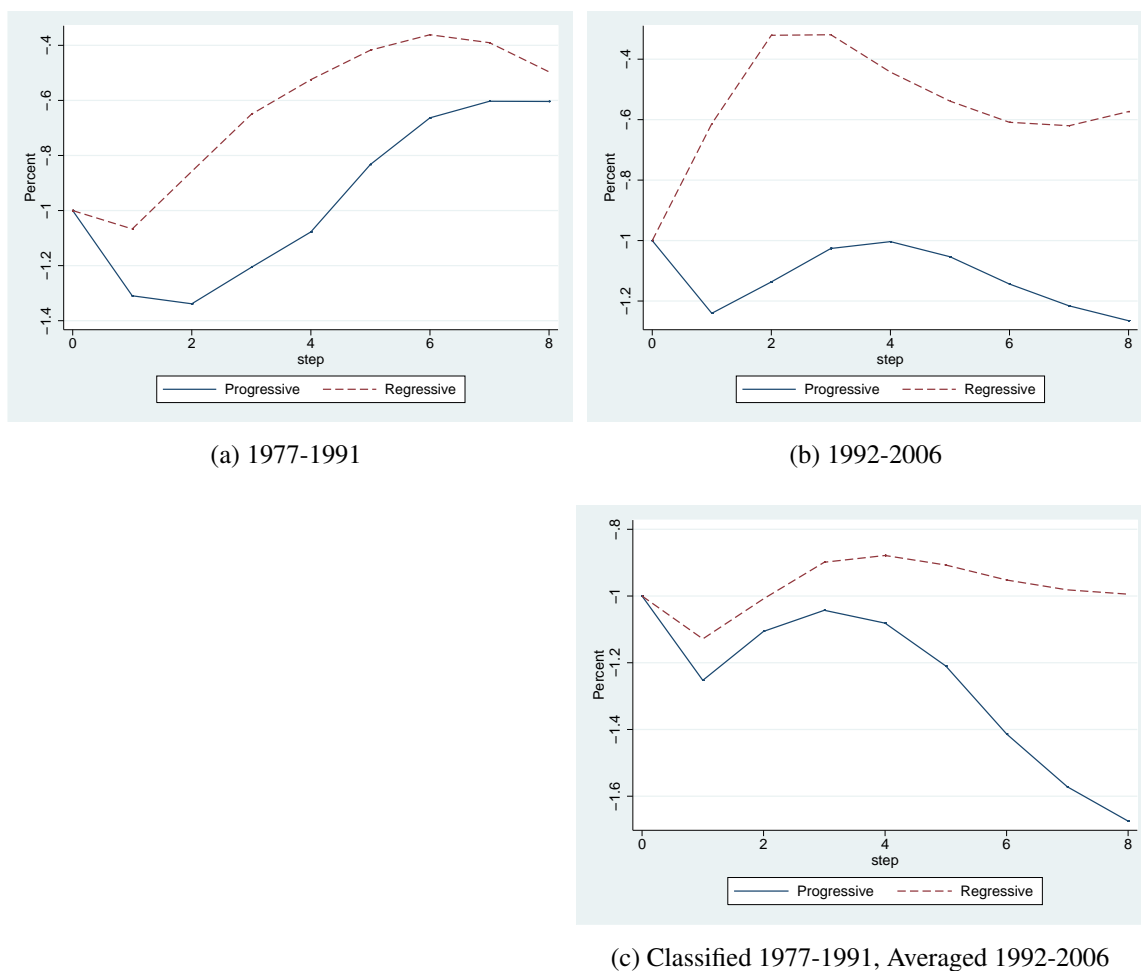 −.4
−.6
−.8
−1
−1.2
−1.4
Percent
0 2 4 6 8
step
Progressive Regressive
(a) 1977-1991
−.4
−.6
−.8
−1
−1.2
Percent
0 2 4 6 8
step
Progressive Regressive
(b) 1992-2006
−.8
−1
−1.2
−1.4
−1.6
Percent
0 2 4 6 8
step
Progressive Regressive
(c) Classified 1977-1991, Averaged 1992-2006